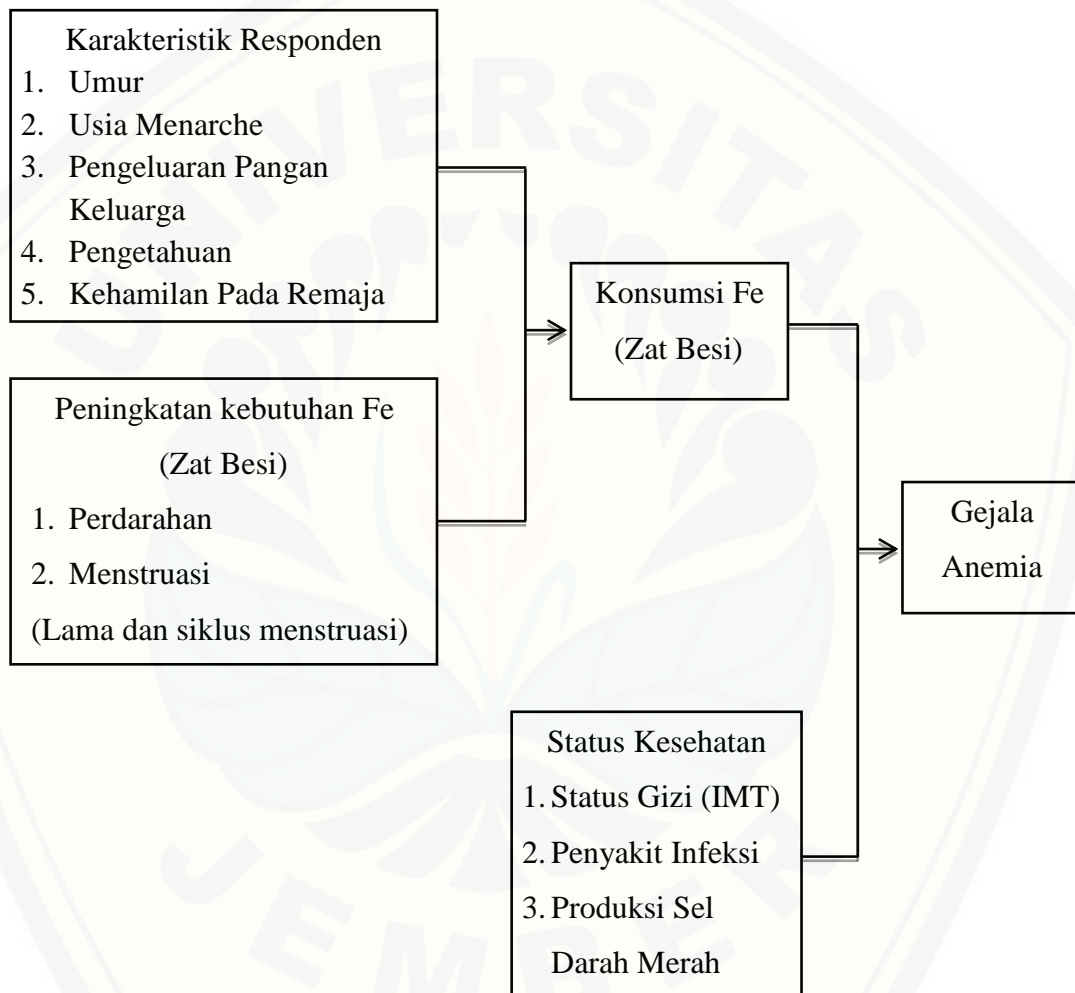 Karakteristik Responden
1. Umur
2. Usia Menarche
3. Pengeluaran Pangan
Keluarga
4. Pengetahuan
5. Kehamilan Pada Remaja
Peningkatan kebutuhan Fe
(Zat Besi)
1. Perdarahan
2. Menstruasi
(Lama dan siklus menstruasi)
Konsumsi Fe
(Zat Besi)
Gejala
Anemia
Status Kesehatan
1. Status Gizi (IMT)
2. Penyakit Infeksi
3. Produksi Sel
Darah Merah
UNIVERSITAS
JEMBER